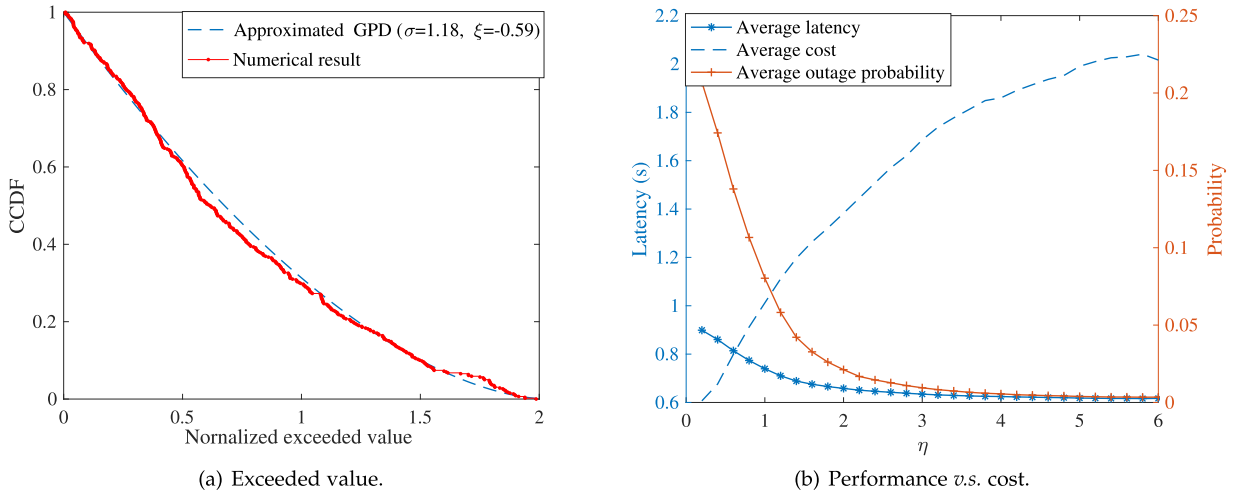 Approximated GPD (σ=1.18, ξ=-0.59)
Numerical result
1
0.8
0.6
0.4
0.2
0
CCDF
0
0.5
1
1.5
2
Nornalized exceeded value
(a) Exceeded value.
Average latency
Average cost
Average outage probability
2.2
2
1.8
1.6
1.4
1.2
1
0.8
0.6
Latency (s)
0.25
0.2
0.15
0.1
0.05
0
Probability
0
1
2
3
4
5
6
η
(b) Performance v.s. cost.